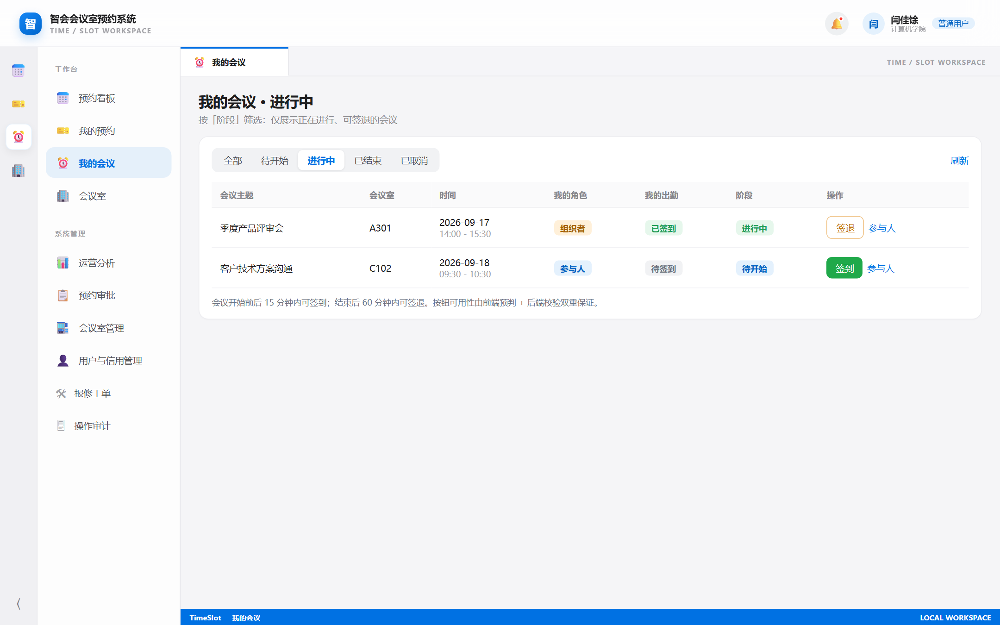 智
智会会议室预约系统
TIME / SLOT WORKSPACE
闫
闫佳馀
计算机学院
普通用户
工作台
预约看板
我的预约
我的会议
会议室
系统管理
运营分析
预约审批
会议室管理
用户与信用管理
报修工单
操作审计
我的会议
TIME / SLOT WORKSPACE
我的会议 • 进行中
按「阶段」筛选：仅展示正在进行、可签退的会议
全部 待开始 进行中 已结束 已取消
刷新
会议主题 会议室 时间 我的角色 我的出勤 阶段 操作
季度产品评审会 A301 2026-09-17 组织者 已签到 进行中 签退 参与人
14:00 - 15:30
客户技术方案沟通 C102 2026-09-18 参与人 待签到 待开始 签到 参与人
09:30 - 10:30
会议开始前后 15 分钟内可签到；结束后 60 分钟内可签退。按钮可用性由前端预判 + 后端校验双重保证。
TimeSlot 我的会议
LOCAL WORKSPACE